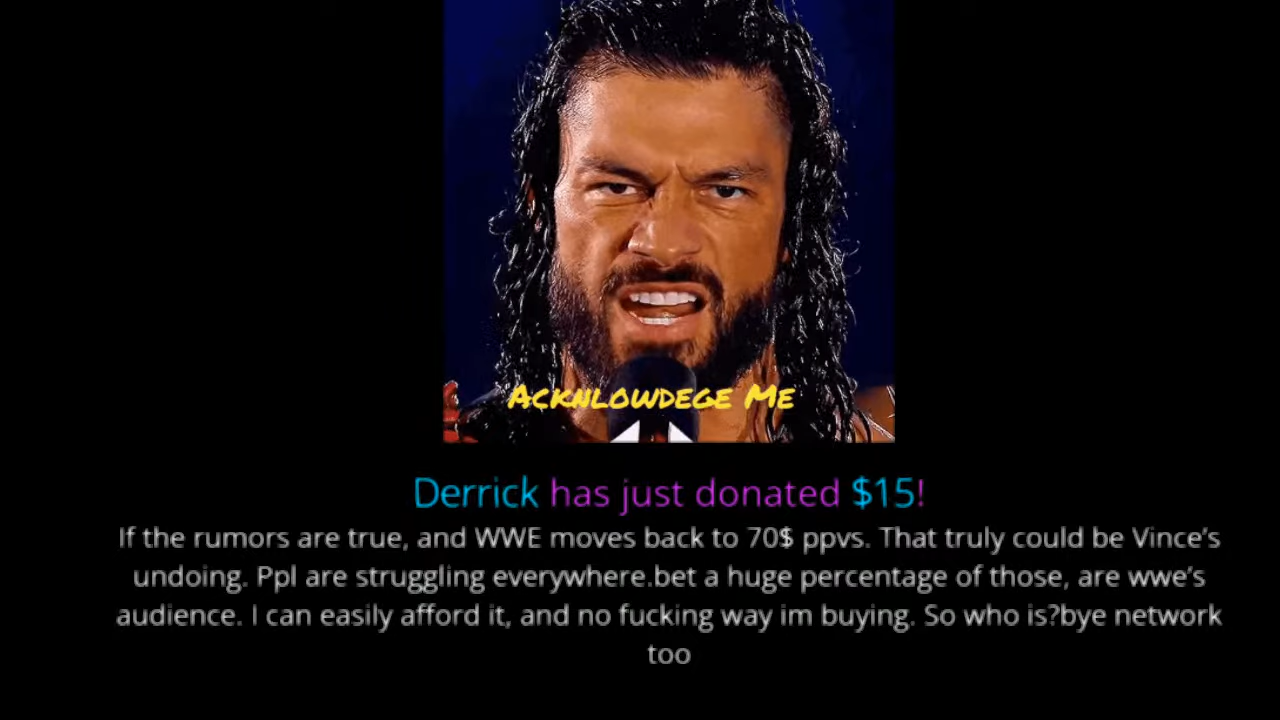 Acknlowdege Me
Derrick has just donated $15!
If the rumors are true, and WWE moves back to 70$ ppvs. That truly could be Vince’s
undoing. Ppl are struggling everywhere.bet a huge percentage of those, are wwe’s
audience. I can easily afford it, and no fucking way im buying. So who is?bye network
too